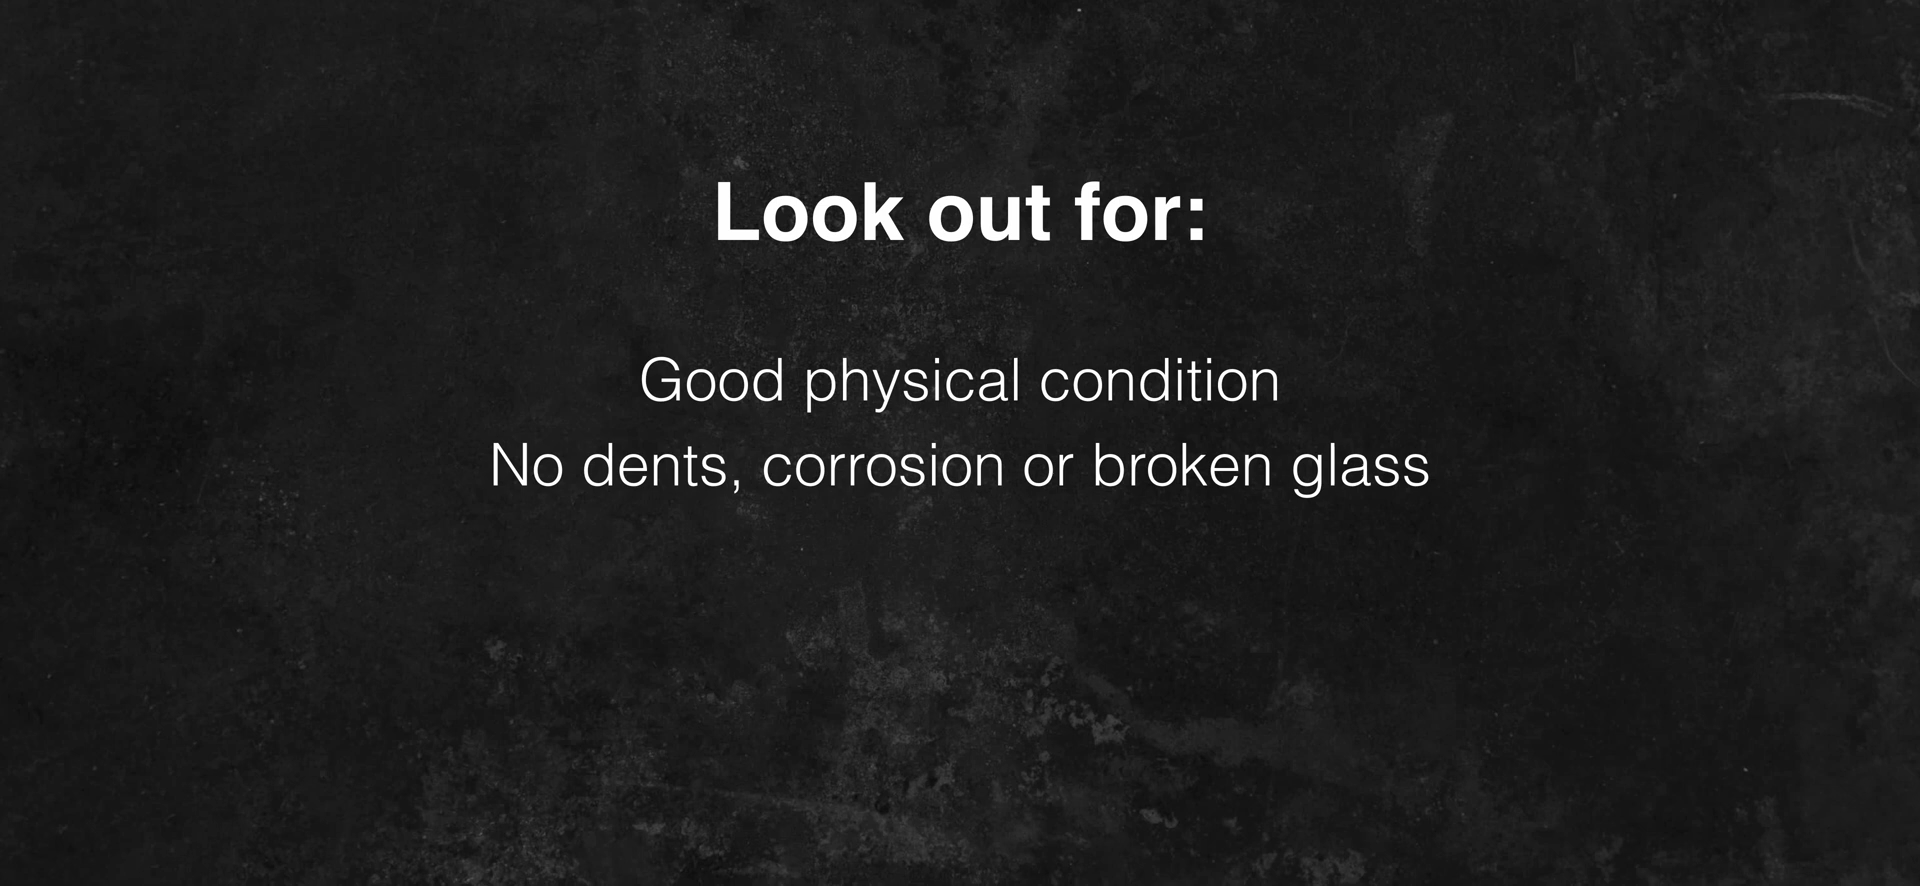 Look out for:
Good physical condition
No dents, corrosion or broken glass